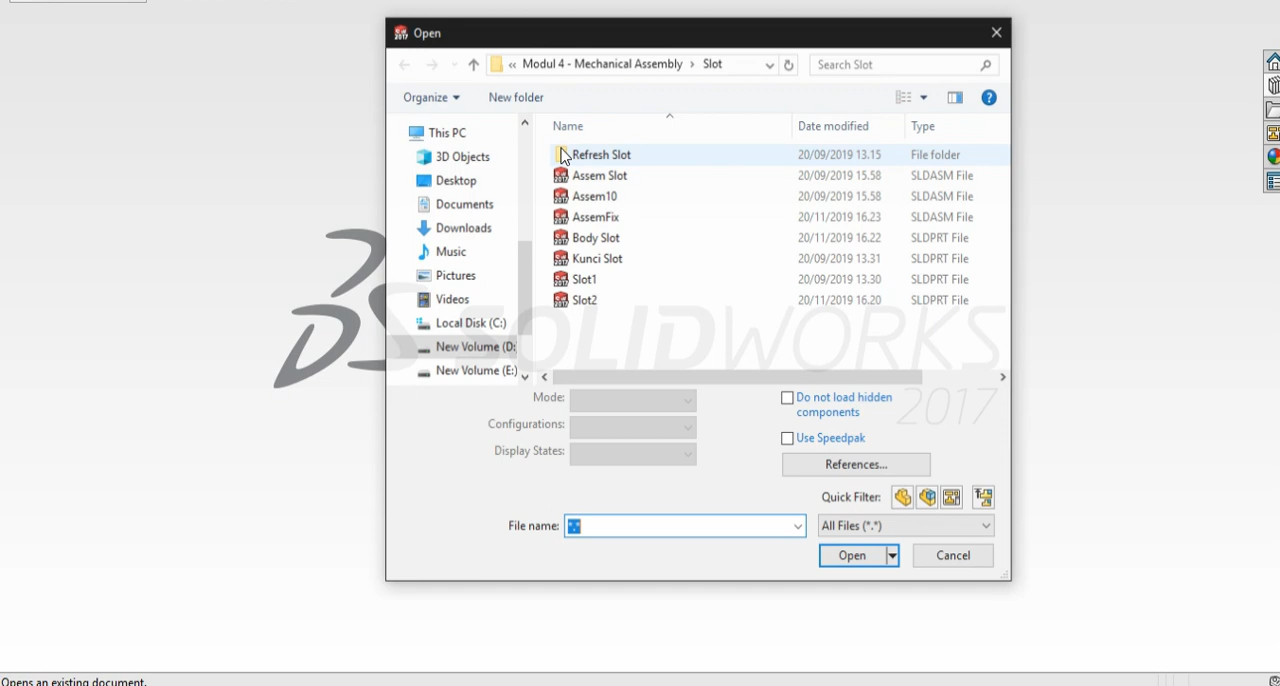 2017 Open
« Modul 4 - Mechanical Assembly › Slot
Search Slot
Organize
New folder
Name Date modified Type
This PC
3D Objects
Desktop
Documents
Downloads
Music
Pictures
Videos
Local Disk (C:)
New Volume (D:
New Volume (E:)
Refresh Slot 20/09/2019 13.15 File folder
Assem Slot 20/09/2019 15.58 SLDASM File
Assem10 20/09/2019 15.58 SLDASM File
AssemFix 20/11/2019 16.23 SLDASM File
Body Slot 20/11/2019 16.22 SLDPRT File
Kunci Slot 20/09/2019 13.31 SLDPRT File
Slot1 20/09/2019 13.30 SLDPRT File
Slot2 20/11/2019 16.20 SLDPRT File
SOLIDWORKS
2017
Mode:
Configurations:
Display States:
Do not load hidden
components
Use Speedpak
References...
Quick Filter:
File name: *.*
All Files (*.*)
Open
Cancel
Opens an existing document.